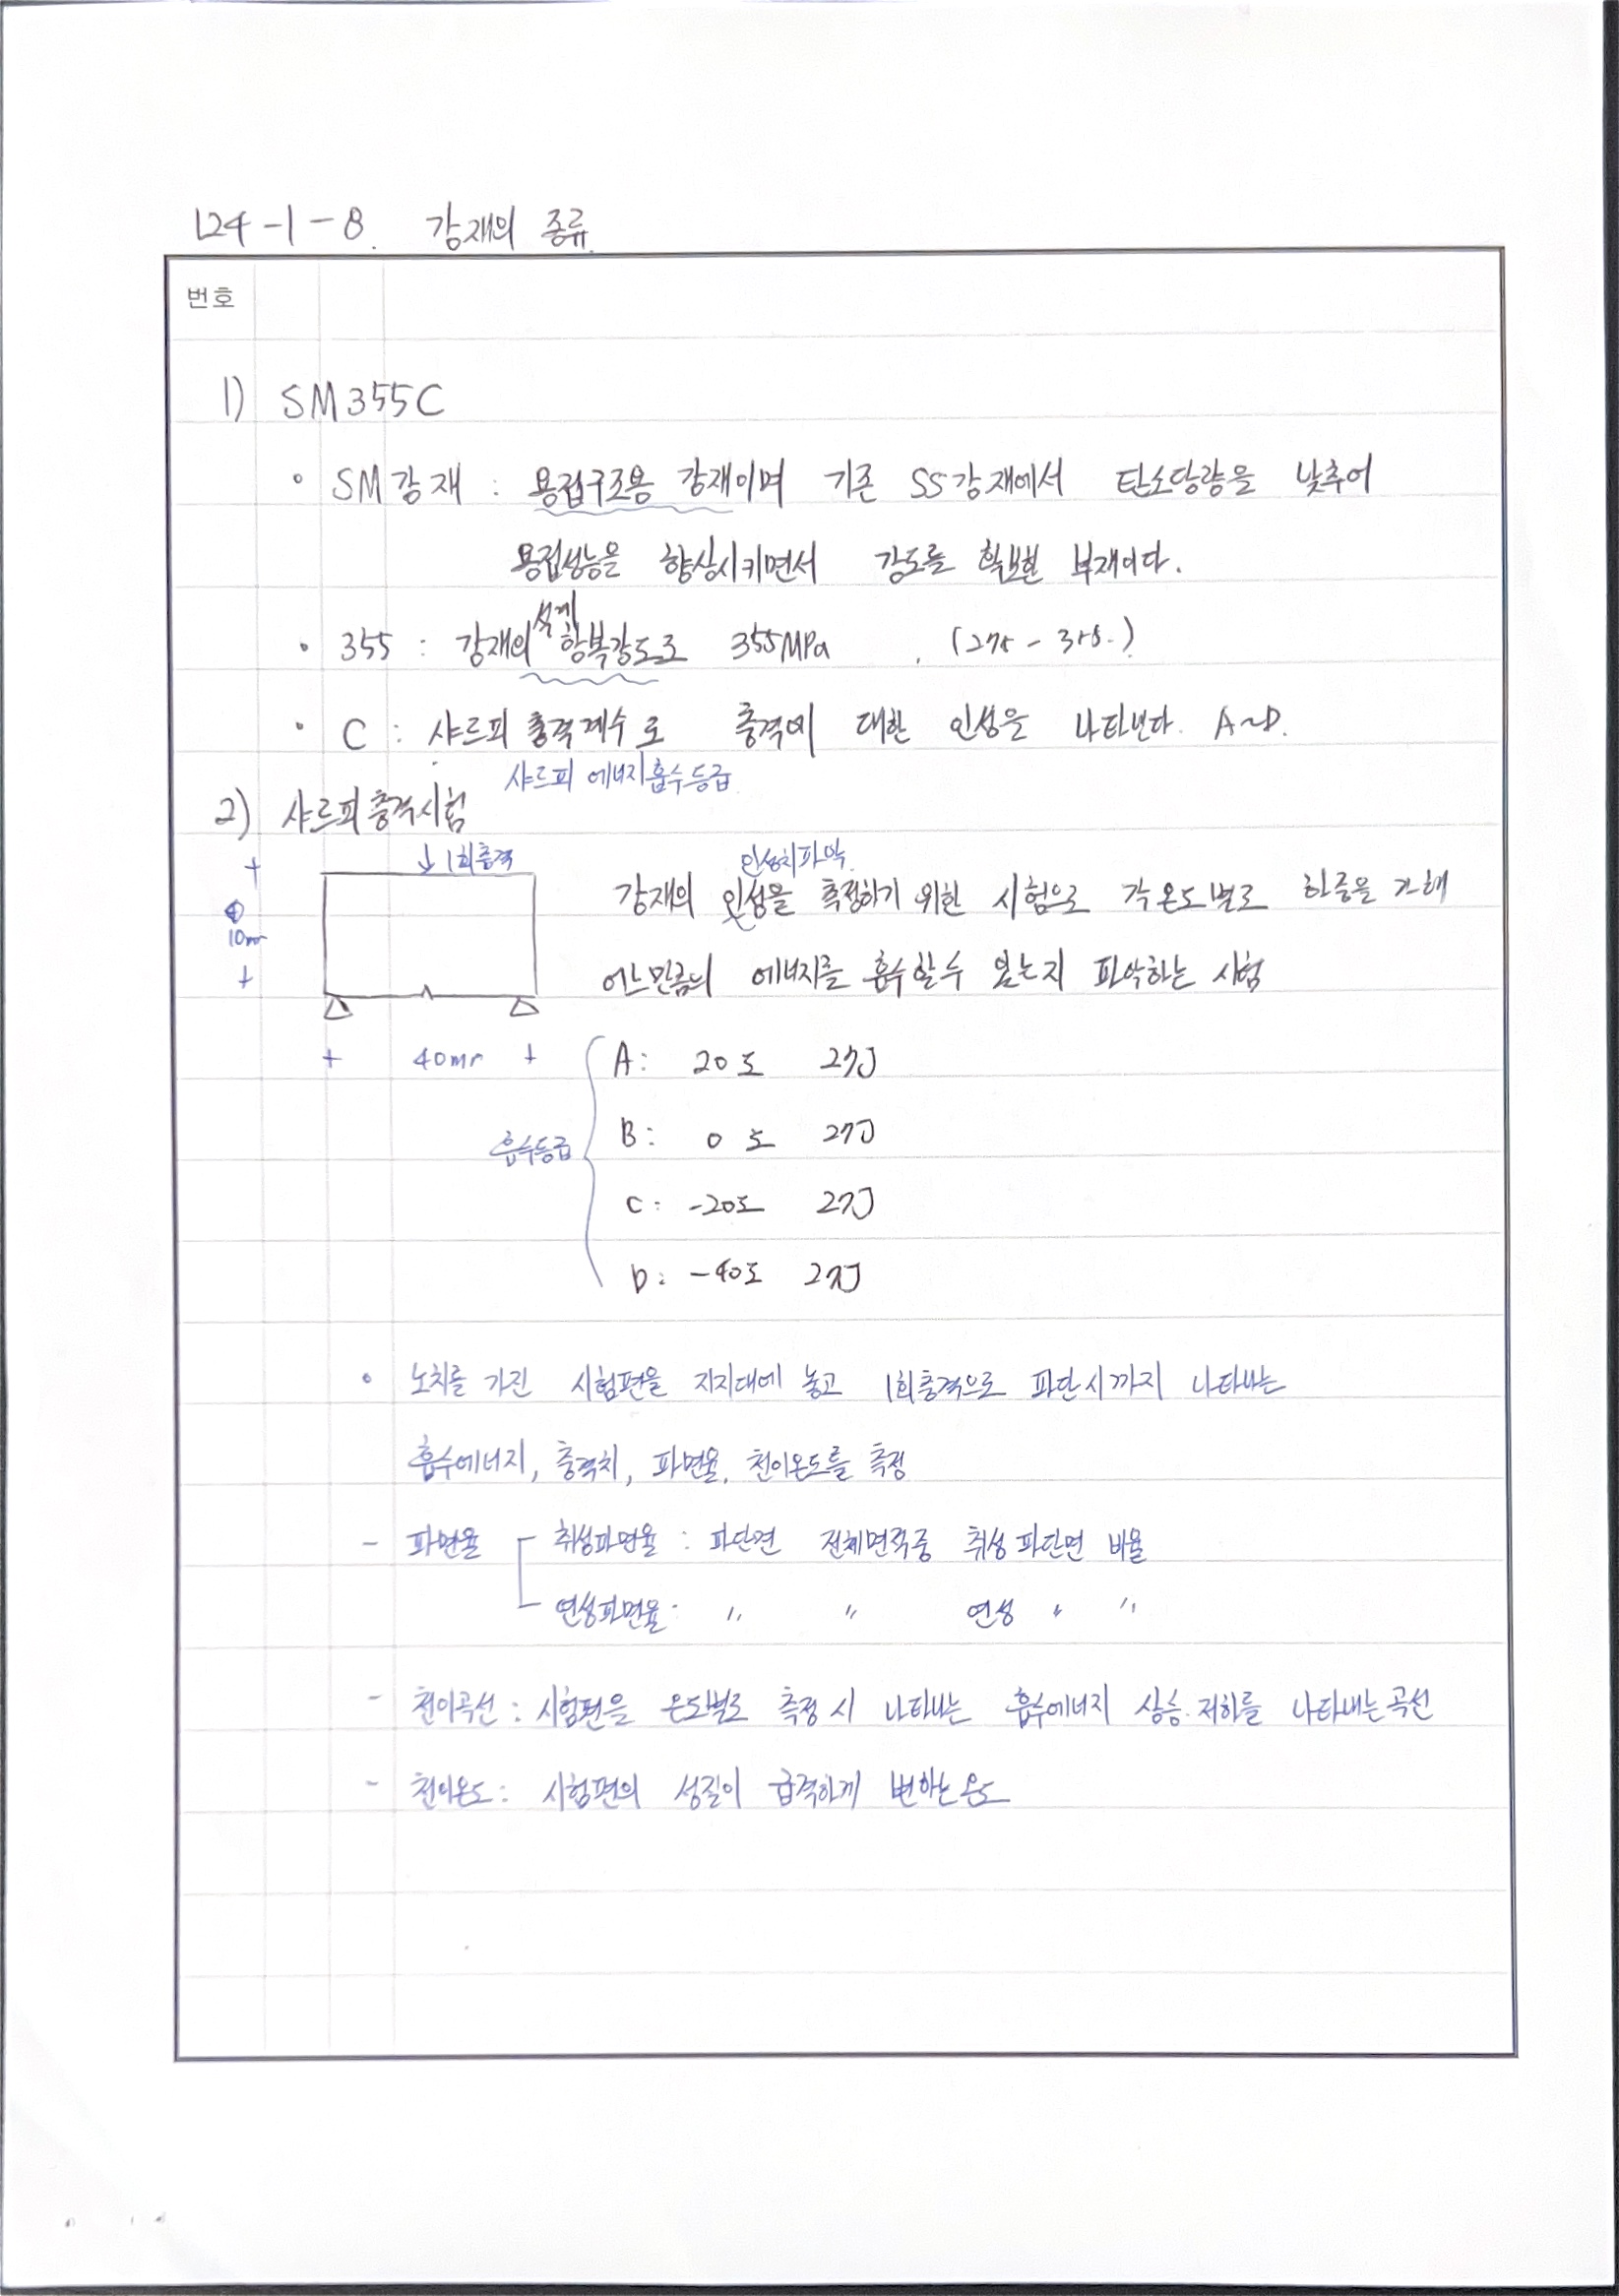 124-1-8. 강재의 종류.
번호
1) SM355C
• SM강재 : 용접구조용 강재이며 기존 SS강재에서 탄소당량을 낮추어
용접성능을 향상시키면서 강도를 확보한 부재이다.
설계
• 355 : 강재의 항복강도로 355MPa , (275 - 355.)
• C : 샤르피 충격계수로 충격에 대한 인성을 나타낸다. A~D.
샤르피 에너지흡수등급
2) 샤르피충격시험
↓ 1회충격
인성치파악
강재의 인성을 측정하기 위한 시험으로 각온도별로 하중을 가해
10mm
어느만큼의 에너지를 흡수할수 있는지 파악하는 시험
40mm
A: 20도 27J
흡수등급
B: 0도 27J
C: -20도 27J
D: -40도 27J
• 노치를 가진 시험편을 지지대에 놓고 1회충격으로 파단시까지 나타나는
흡수에너지, 충격치, 파면율, 천이온도를 측정
- 파면율
취성파면율 : 파단면 전체면적중 취성 파단면 비율
연성파면율 : 〃 〃 연성 〃 〃
- 천이곡선 : 시험편을 온도별로 측정시 나타나는 흡수에너지 상승·저하를 나타내는곡선
- 천이온도 : 시험편의 성질이 급격하게 변하는온도